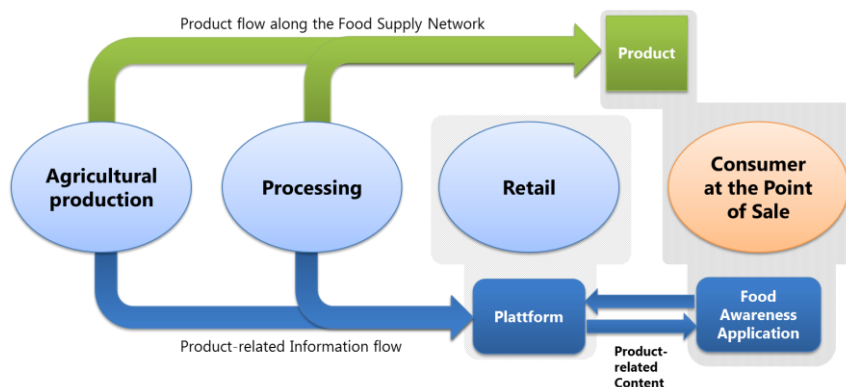 Product flow along the Food Supply Network
Product
Agricultural
production
Processing
Retail
Consumer
at the Point
of Sale
Plattform
Food
Awareness
Application
Product-related Information flow
Product-
related
Content